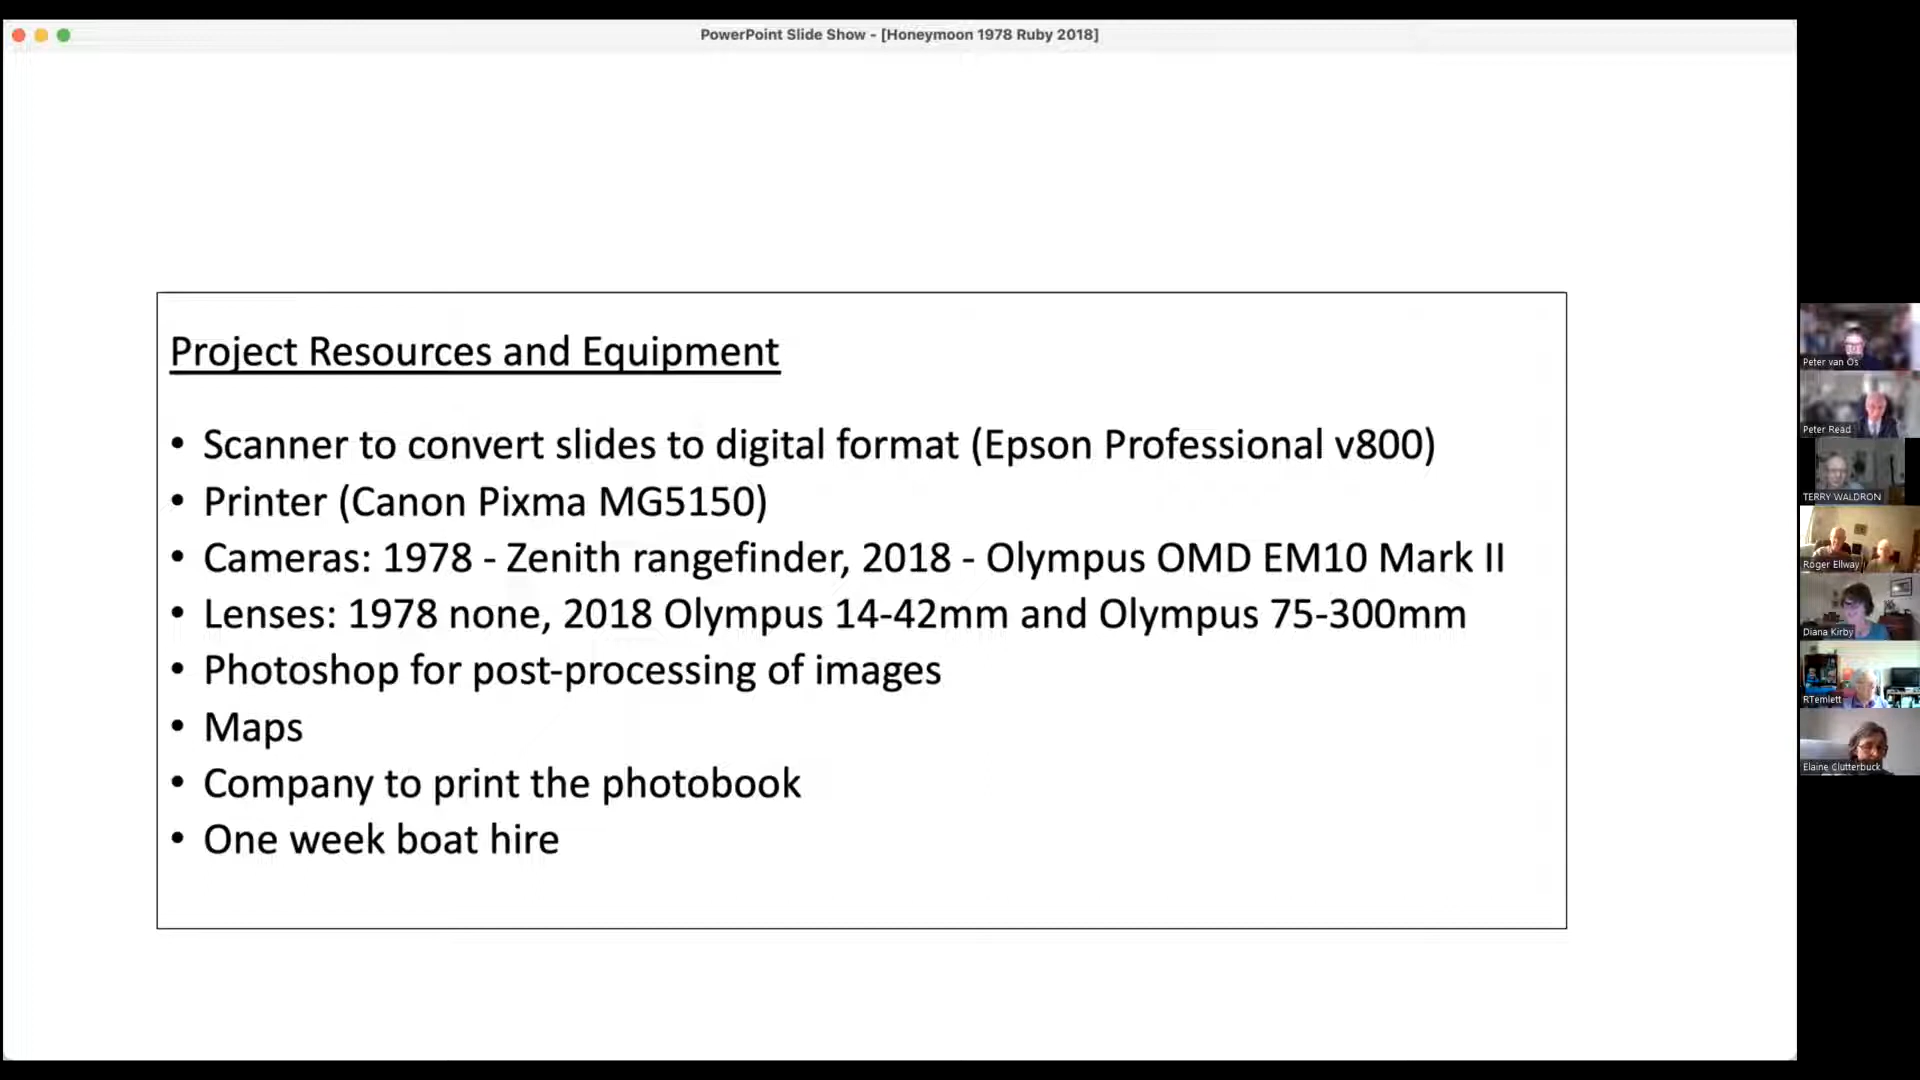 PowerPoint Slide Show - [Honeymoon 1978 Ruby 2018]
Project Resources and Equipment
• Scanner to convert slides to digital format (Epson Professional v800)
• Printer (Canon Pixma MG5150)
• Cameras: 1978 - Zenith rangefinder, 2018 - Olympus OMD EM10 Mark II
• Lenses: 1978 none, 2018 Olympus 14-42mm and Olympus 75-300mm
• Photoshop for post-processing of images
• Maps
• Company to print the photobook
• One week boat hire
Peter van Os
Peter Read
TERRY WALDRON
Roger Ellway
Diana Kirby
RTemlett
Elaine Clutterbuck